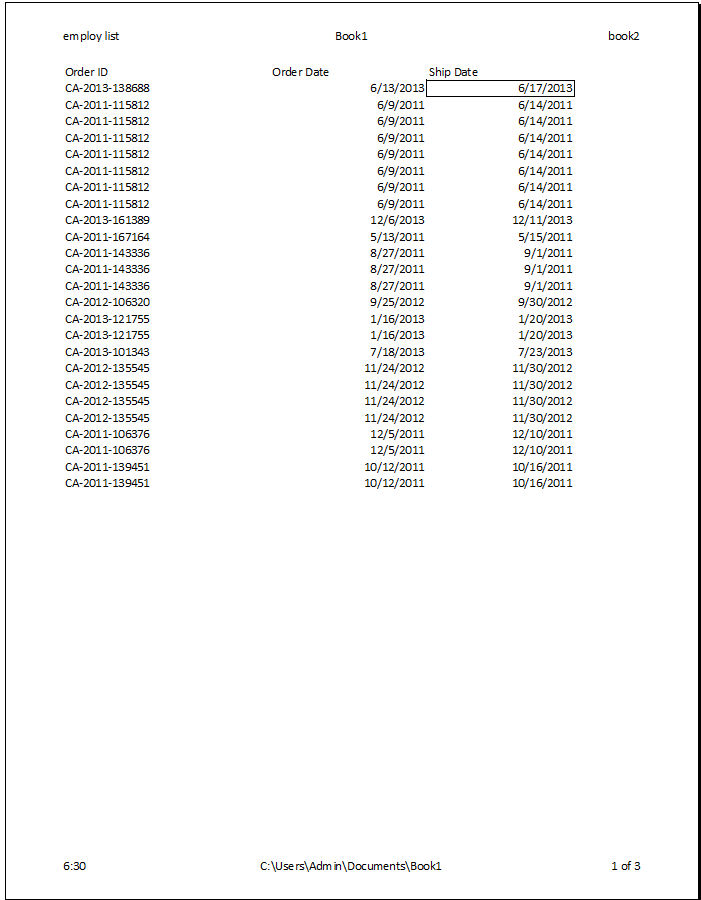 employ list Book1 book2
Order ID Order Date Ship Date
CA-2013-138688 6/13/2013 6/17/2013
CA-2011-115812 6/9/2011 6/14/2011
CA-2011-115812 6/9/2011 6/14/2011
CA-2011-115812 6/9/2011 6/14/2011
CA-2011-115812 6/9/2011 6/14/2011
CA-2011-115812 6/9/2011 6/14/2011
CA-2011-115812 6/9/2011 6/14/2011
CA-2011-115812 6/9/2011 6/14/2011
CA-2013-161389 12/6/2013 12/11/2013
CA-2011-167164 5/13/2011 5/15/2011
CA-2011-143336 8/27/2011 9/1/2011
CA-2011-143336 8/27/2011 9/1/2011
CA-2011-143336 8/27/2011 9/1/2011
CA-2012-106320 9/25/2012 9/30/2012
CA-2013-121755 1/16/2013 1/20/2013
CA-2013-121755 1/16/2013 1/20/2013
CA-2013-101343 7/18/2013 7/23/2013
CA-2012-135545 11/24/2012 11/30/2012
CA-2012-135545 11/24/2012 11/30/2012
CA-2012-135545 11/24/2012 11/30/2012
CA-2012-135545 11/24/2012 11/30/2012
CA-2011-106376 12/5/2011 12/10/2011
CA-2011-106376 12/5/2011 12/10/2011
CA-2011-139451 10/12/2011 10/16/2011
CA-2011-139451 10/12/2011 10/16/2011
6:30 C:\Users\Admin\Documents\Book1 1 of 3